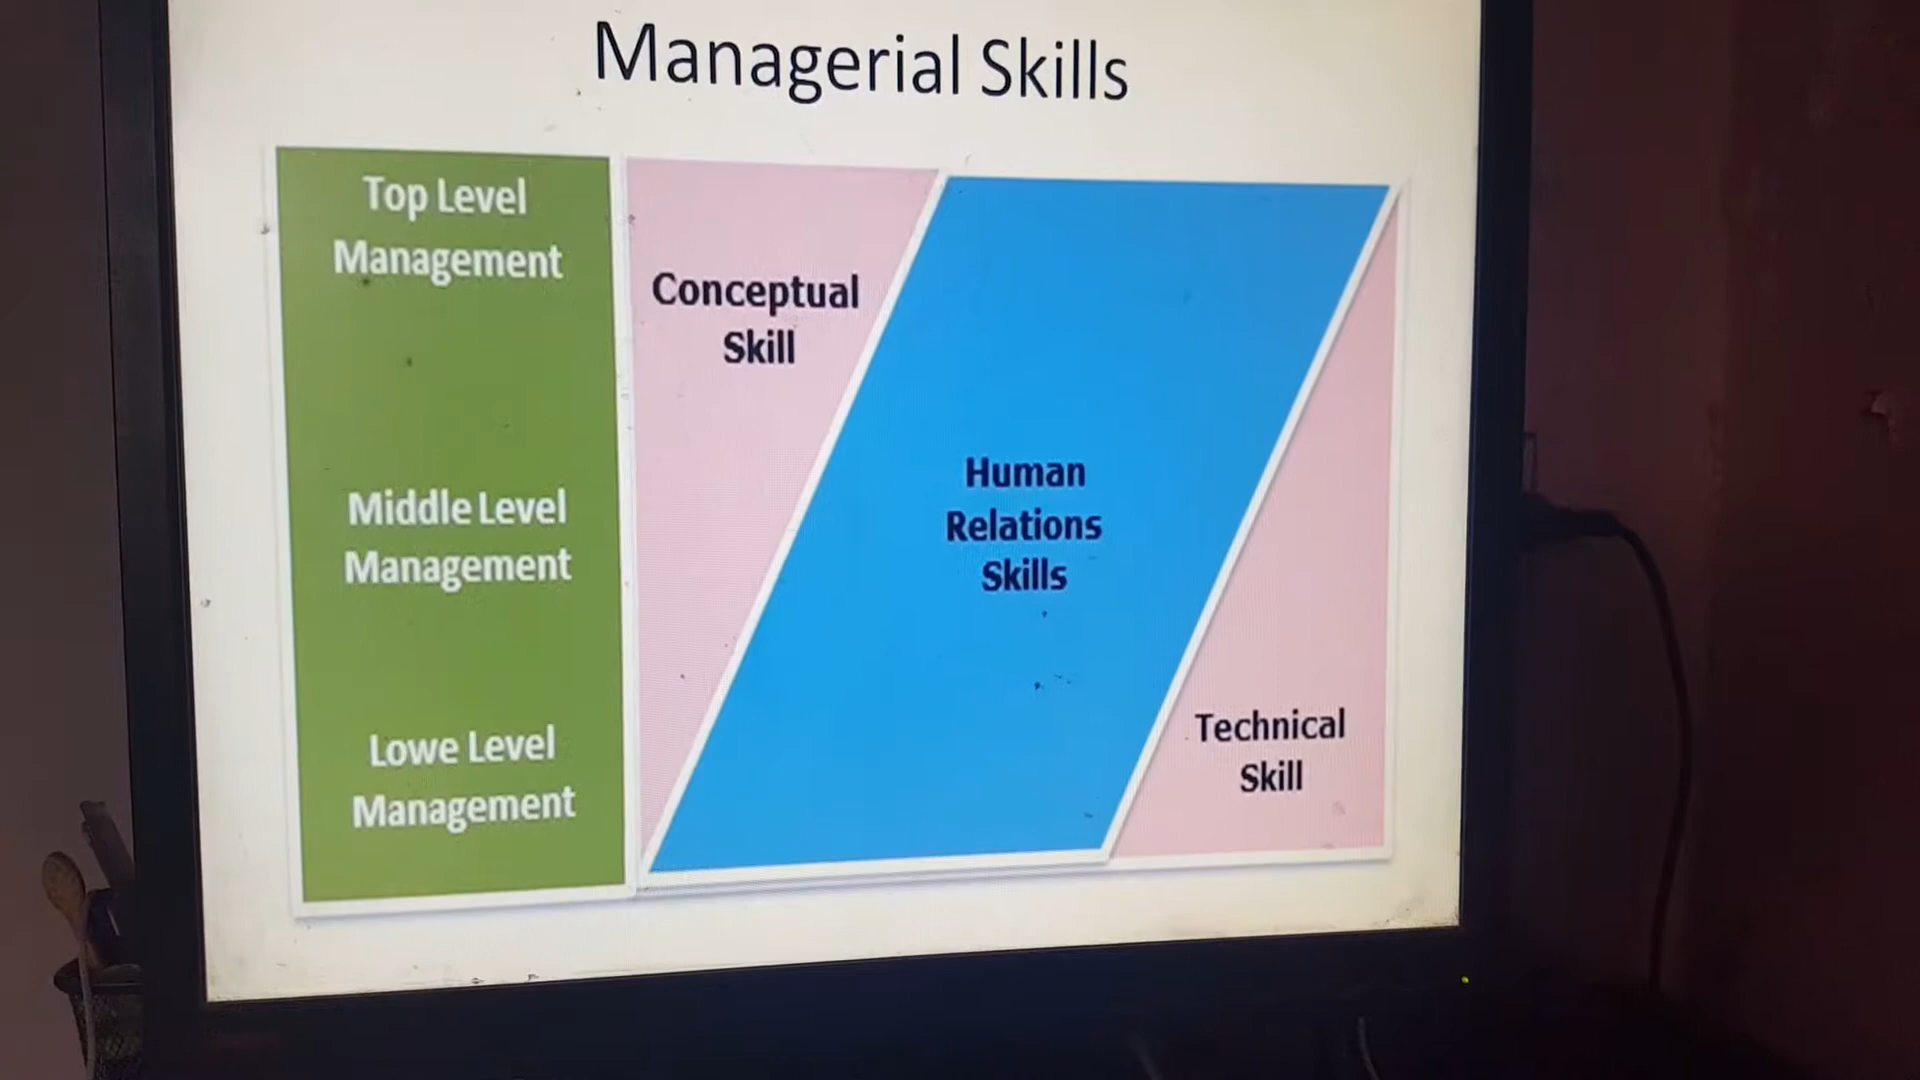 Managerial Skills
Top Level
Management
Conceptual
Skill
Middle Level
Management
Human
Relations
Skills
Lowe Level
Management
Technical
Skill